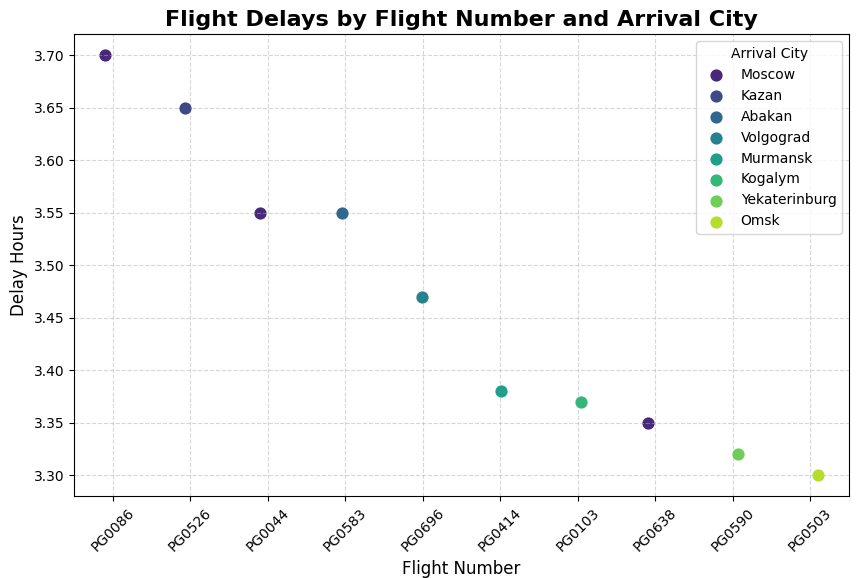 Flight Delays by Flight Number and Arrival City
Delay Hours
3.70
3.65
3.60
3.55
3.50
3.45
3.40
3.35
3.30
Arrival City
Moscow
Kazan
Abakan
Volgograd
Murmansk
Kogalym
Yekaterinburg
Omsk
PG0086 PG0526 PG0044 PG0583 PG0696 PG0414 PG0103 PG0638 PG0590 PG0503
Flight Number